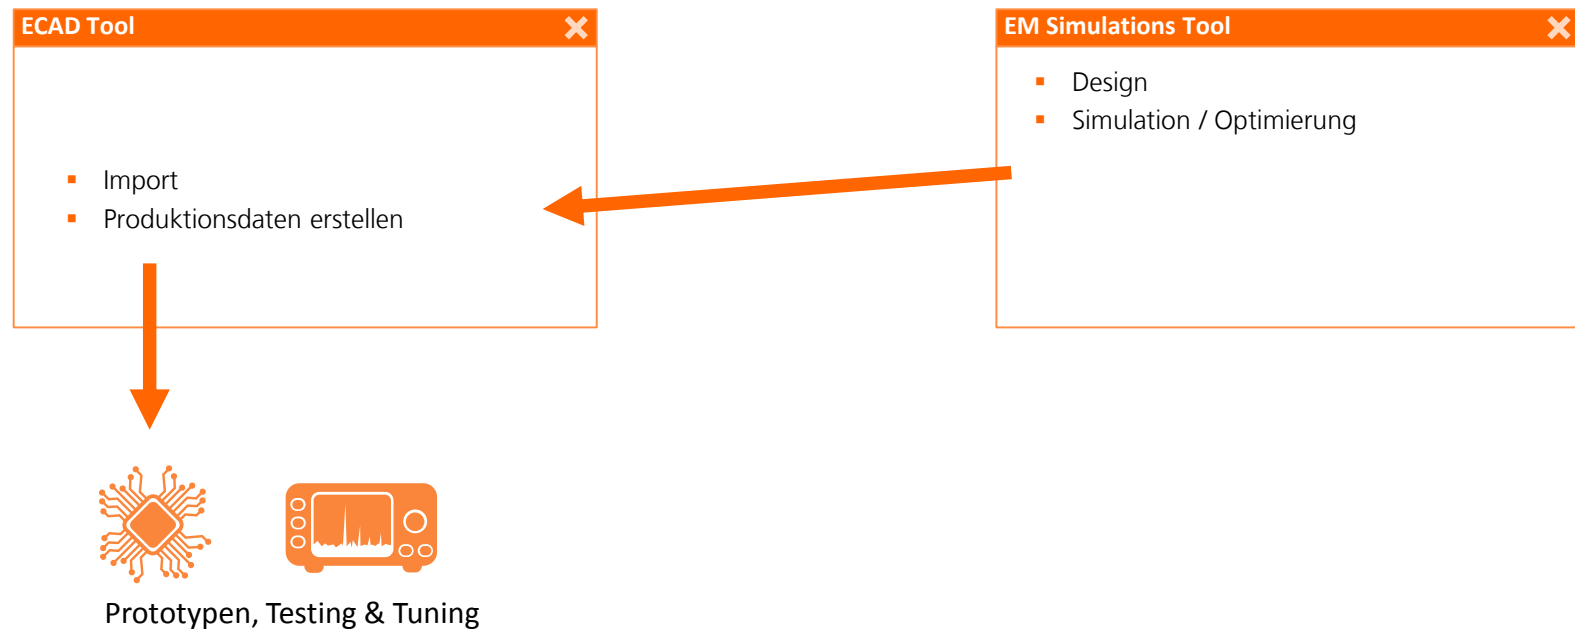 ECAD Tool
Import
Produktionsdaten erstellen
EM Simulations Tool
Design
Simulation / Optimierung
Prototypen, Testing & Tuning